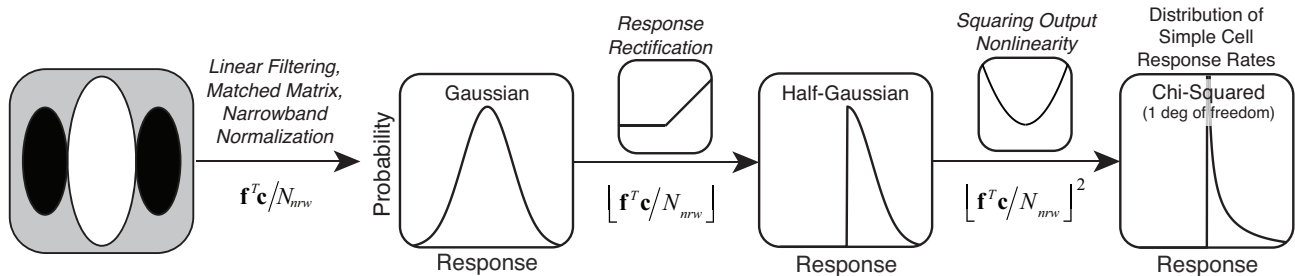 Linear Filtering,
Matched Matrix,
Narrowband
Normalization
f^T c/N_nrw
Probability
Gaussian
Response
Response
Rectification
⌊f^T c/N_nrw⌋
Half-Gaussian
Response
Squaring Output
Nonlinearity
⌊f^T c/N_nrw⌋^2
Distribution of
Simple Cell
Response Rates
Chi-Squared
(1 deg of freedom)
Response